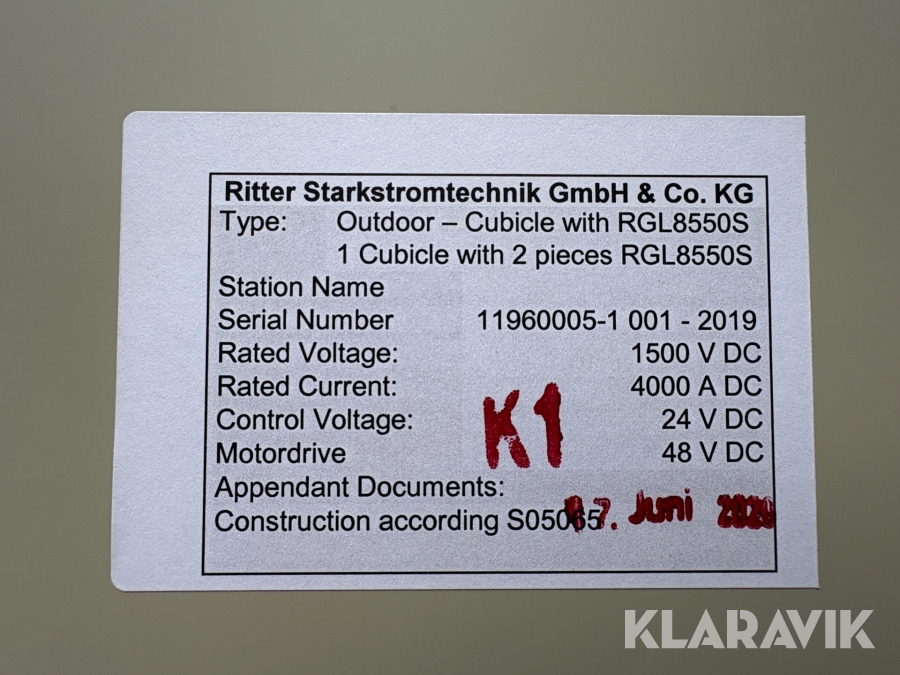 Ritter Starkstromtechnik GmbH & Co. KG
Type: Outdoor – Cubicle with RGL8550S
1 Cubicle with 2 pieces RGL8550S
Station Name
Serial Number 11960005-1 001 - 2019
Rated Voltage: 1500 V DC
Rated Current: 4000 A DC
Control Voltage: 24 V DC
K1
Motordrive 48 V DC
Appendant Documents:
Construction according S05065
7. Juni 2020
KLARAVIK